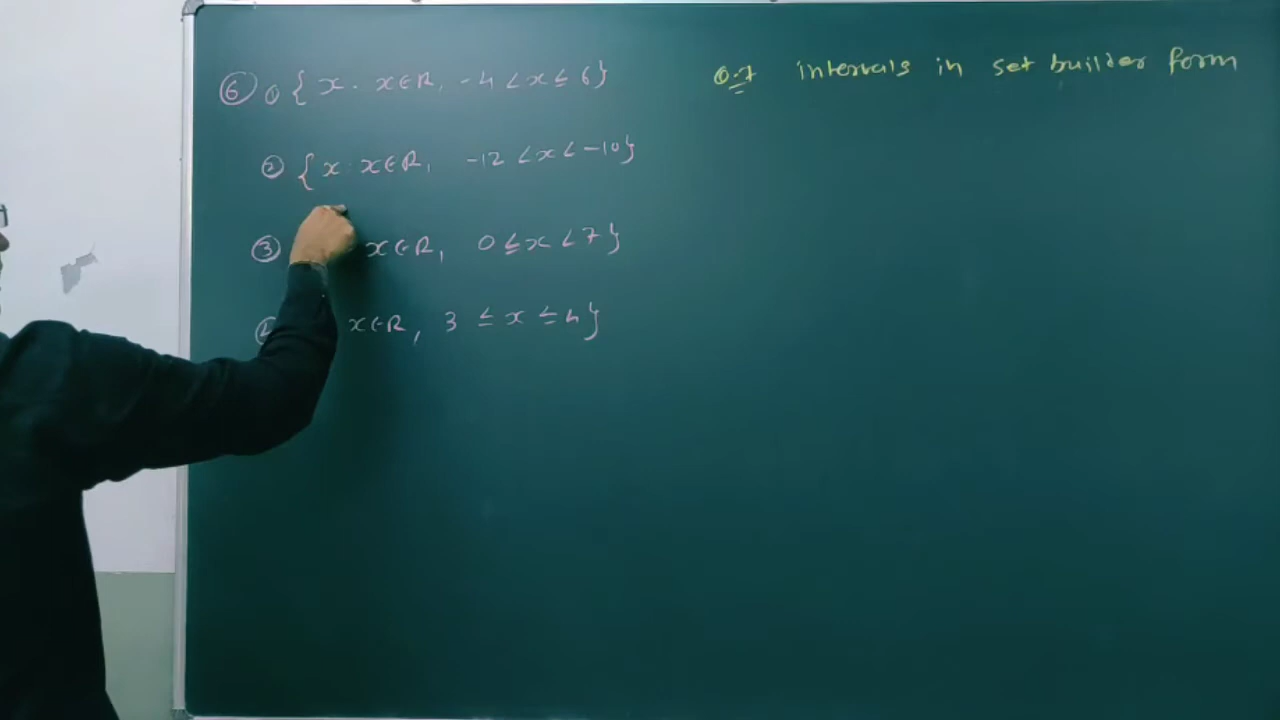 ⑥ ① { x : x∈R, -4 < x ≤ 6}
② { x : x∈R, -12 < x < -10}
③ x∈R, 0 ≤ x < 7}
x∈R, 3 ≤ x ≤ 4}
Q.7 intervals in set builder form